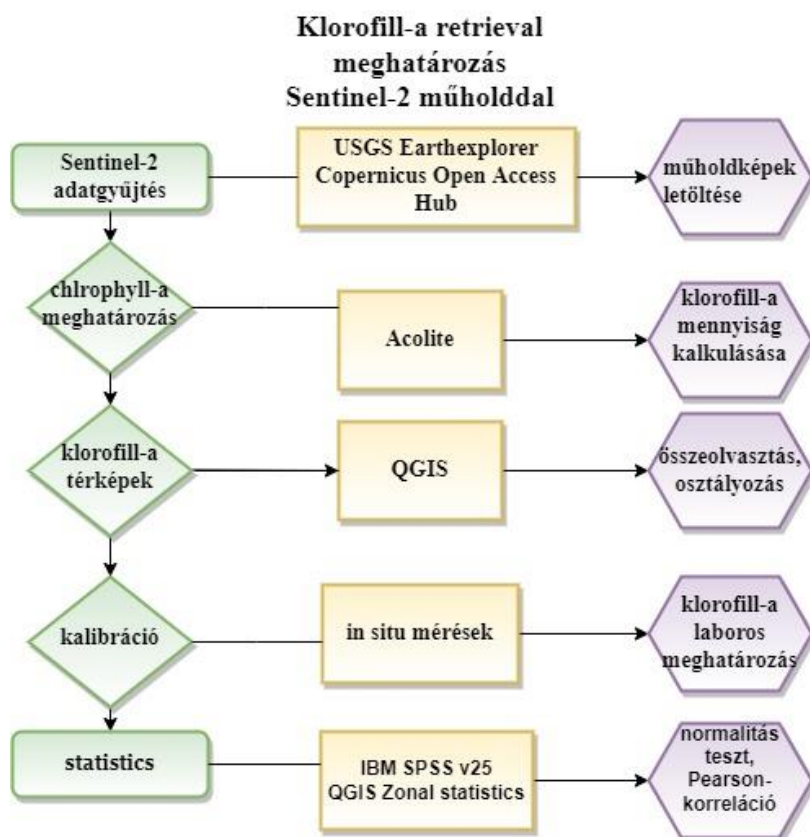 Klorofill-a retrieval
meghatározás
Sentinel-2 műholddal
Sentinel-2
adatgyűjtés
USGS Earthexplorer
Copernicus Open Access
Hub
műholdképek
letöltése
chlrophyll-a
meghatározás
Acolite
klorofill-a
mennyiság
kalkulásása
klorofill-a
térképek
QGIS
összeolvasztás,
osztályozás
kalibráció
in situ mérések
klorofill-a
laboros
meghatározás
statistics
IBM SPSS v25
QGIS Zonal statistics
normalitás
teszt,
Pearson-
korreláció